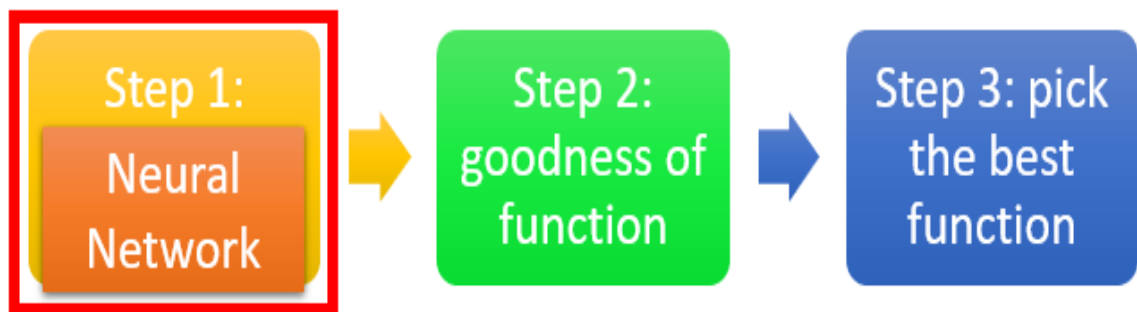 Step 1:
Neural
Network
Step 2:
goodness of
function
Step 3: pick
the best
function